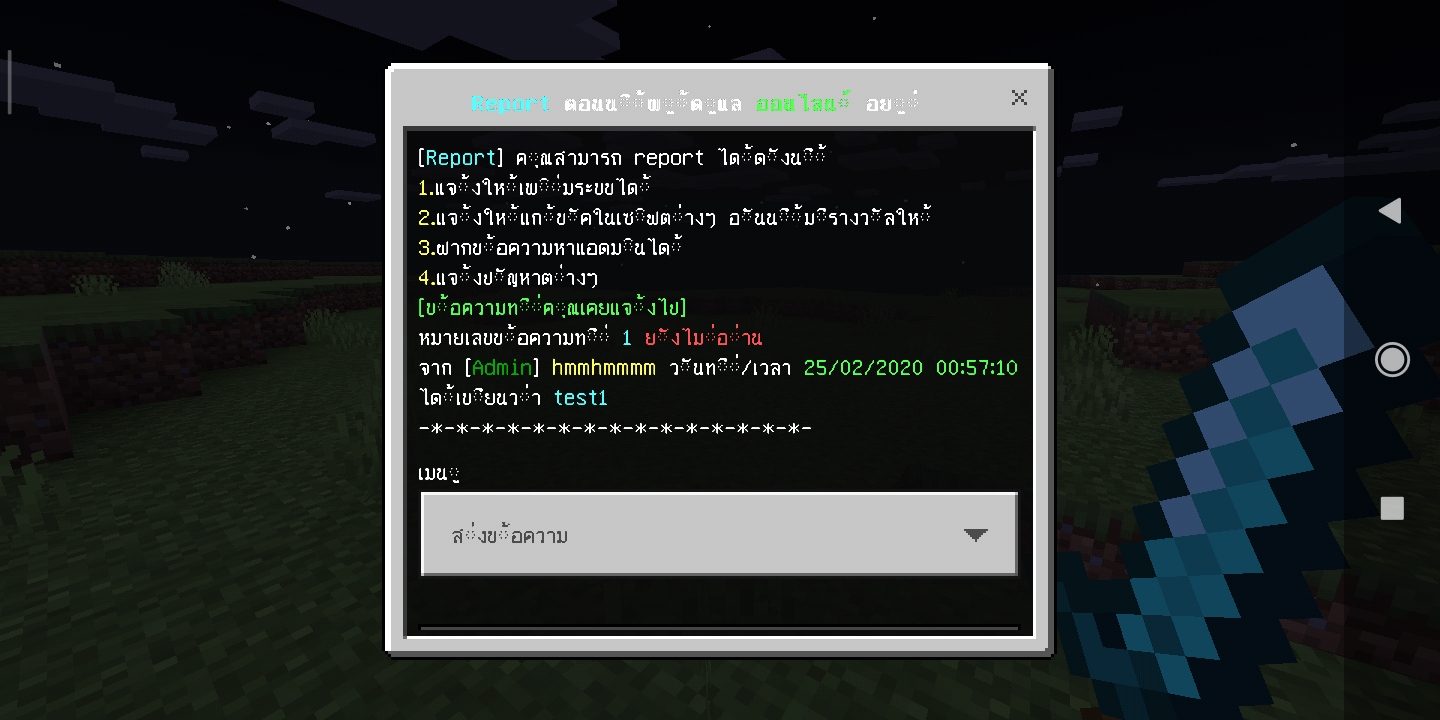 Report ตอนนี้ผู้ดูแล ออนไลน์ อยู่
[Report] คุณสามารถ report ได้ดังนี้
1.แจ้งให้เพิ่มระบบได้
2.แจ้งให้แก้บัคในเซิฟต่างๆ อันนี้มีรางวัลให้
3.ฝากข้อความหาแอดมินได้
4.แจ้งปัญหาต่างๆ
[ข้อความที่คุณเคยแจ้งไป]
หมายเลขข้อความที่ 1 ยังไม่อ่าน
จาก [Admin] hmmhmmmm วันที่/เวลา 25/02/2020 00:57:10
ได้เขียนว่า test1
-*-*-*-*-*-*-*-*-*-*-*-*-*-*-*-
เมนู
ส่งข้อความ